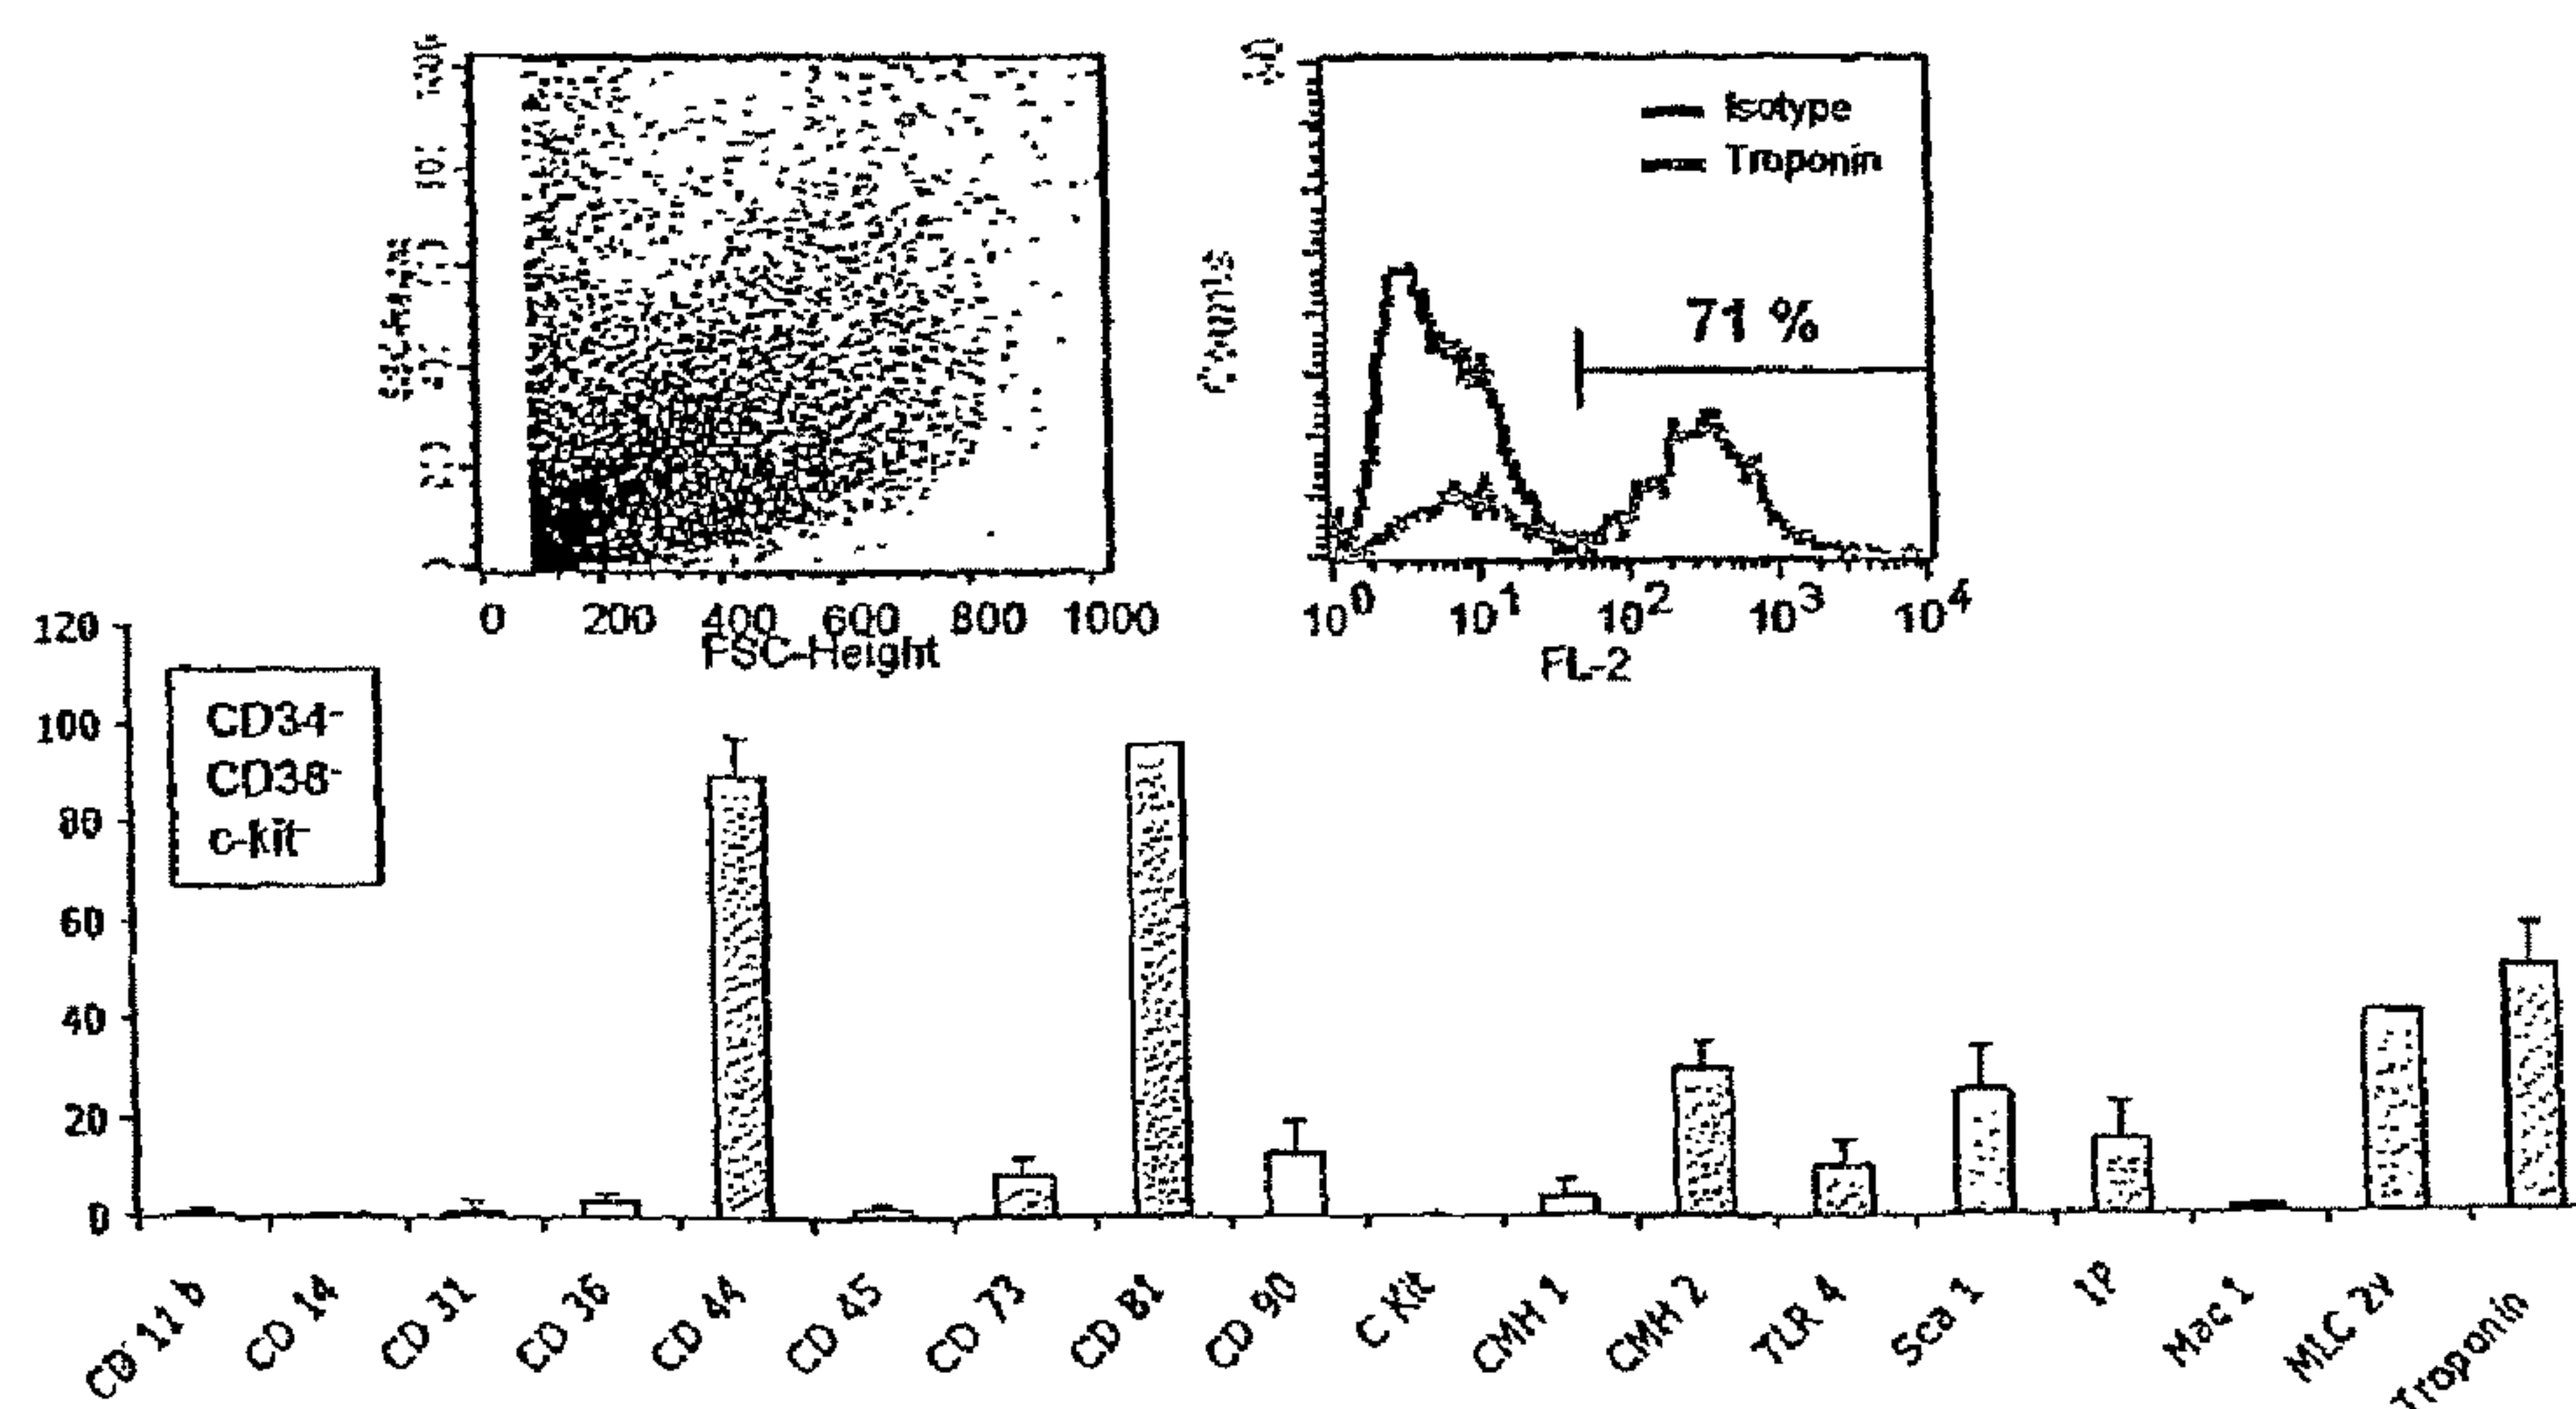 Isotype
Troponin
71 %
Counts
0 200 400 600 800 1000
FSC-Height
10^0 10^1 10^2 10^3 10^4
FL-2
120
100
80
60
40
20
0
CD34-
CD38-
c-kit-
CD 11 b
CD 14
CD 31
CD 36
CD 44
CD 45
CD 73
CD 81
CD 90
C Kit
CMH 1
CMH 2
TLR 4
Sca 1
IP
Mac 1
MLC 2v
Troponin